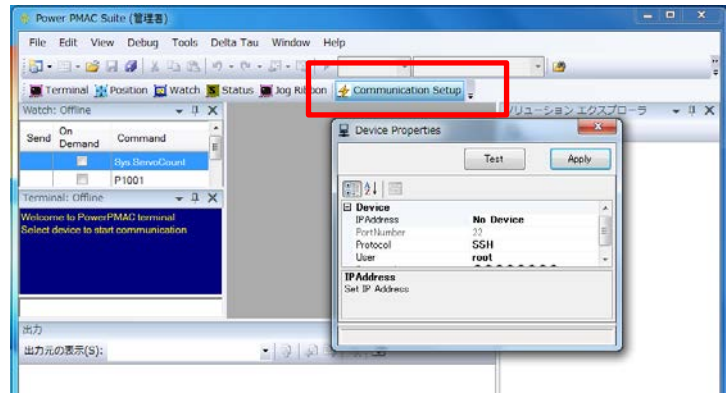 Power PMAC Suite (管理者)
File Edit View Debug Tools Delta Tau Window Help
Terminal Position Watch Status Jog Ribbon Communication Setup
Watch: Offline
ソリューション エクスプローラ
Send On Demand Command
Sys.ServoCount
P1001
Terminal: Offline
Welcome to PowerPMAC terminal
Select device to start communication
Device Properties
Test Apply
Device
IPAddress No Device
PortNumber 22
Protocol SSH
User root
IPAddress
Set IP Address
出力
出力元の表示(S):